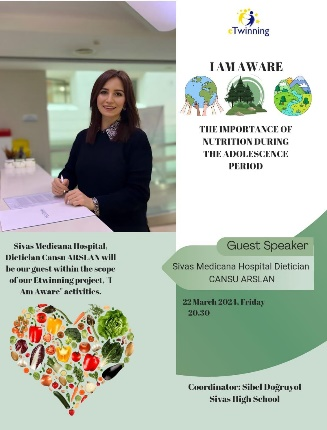 eTwinning
I AM AWARE
THE IMPORTANCE OF
NUTRITION DURING
THE ADOLESCENCE
PERIOD
Sivas Medicana Hospital,
Dietician Cansu ARSLAN will
be our guest within the scope
of our Etwinning project, "I
Am Aware" activities.
Guest Speaker
Sivas Medicana Hospital Dietician
CANSU ARSLAN
22 March 2024, Friday
20.30
Coordinator: Sibel Doğruyol
Sivas High School